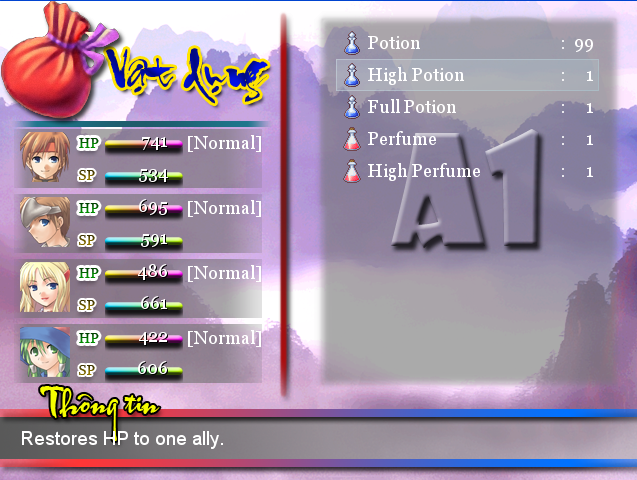 Vật dụng
Potion : 99
High Potion : 1
Full Potion : 1
Perfume : 1
High Perfume : 1
A1
HP 741 [Normal]
SP 534
HP 695 [Normal]
SP 591
HP 486 [Normal]
SP 661
HP 422 [Normal]
SP 606
Thông tin
Restores HP to one ally.